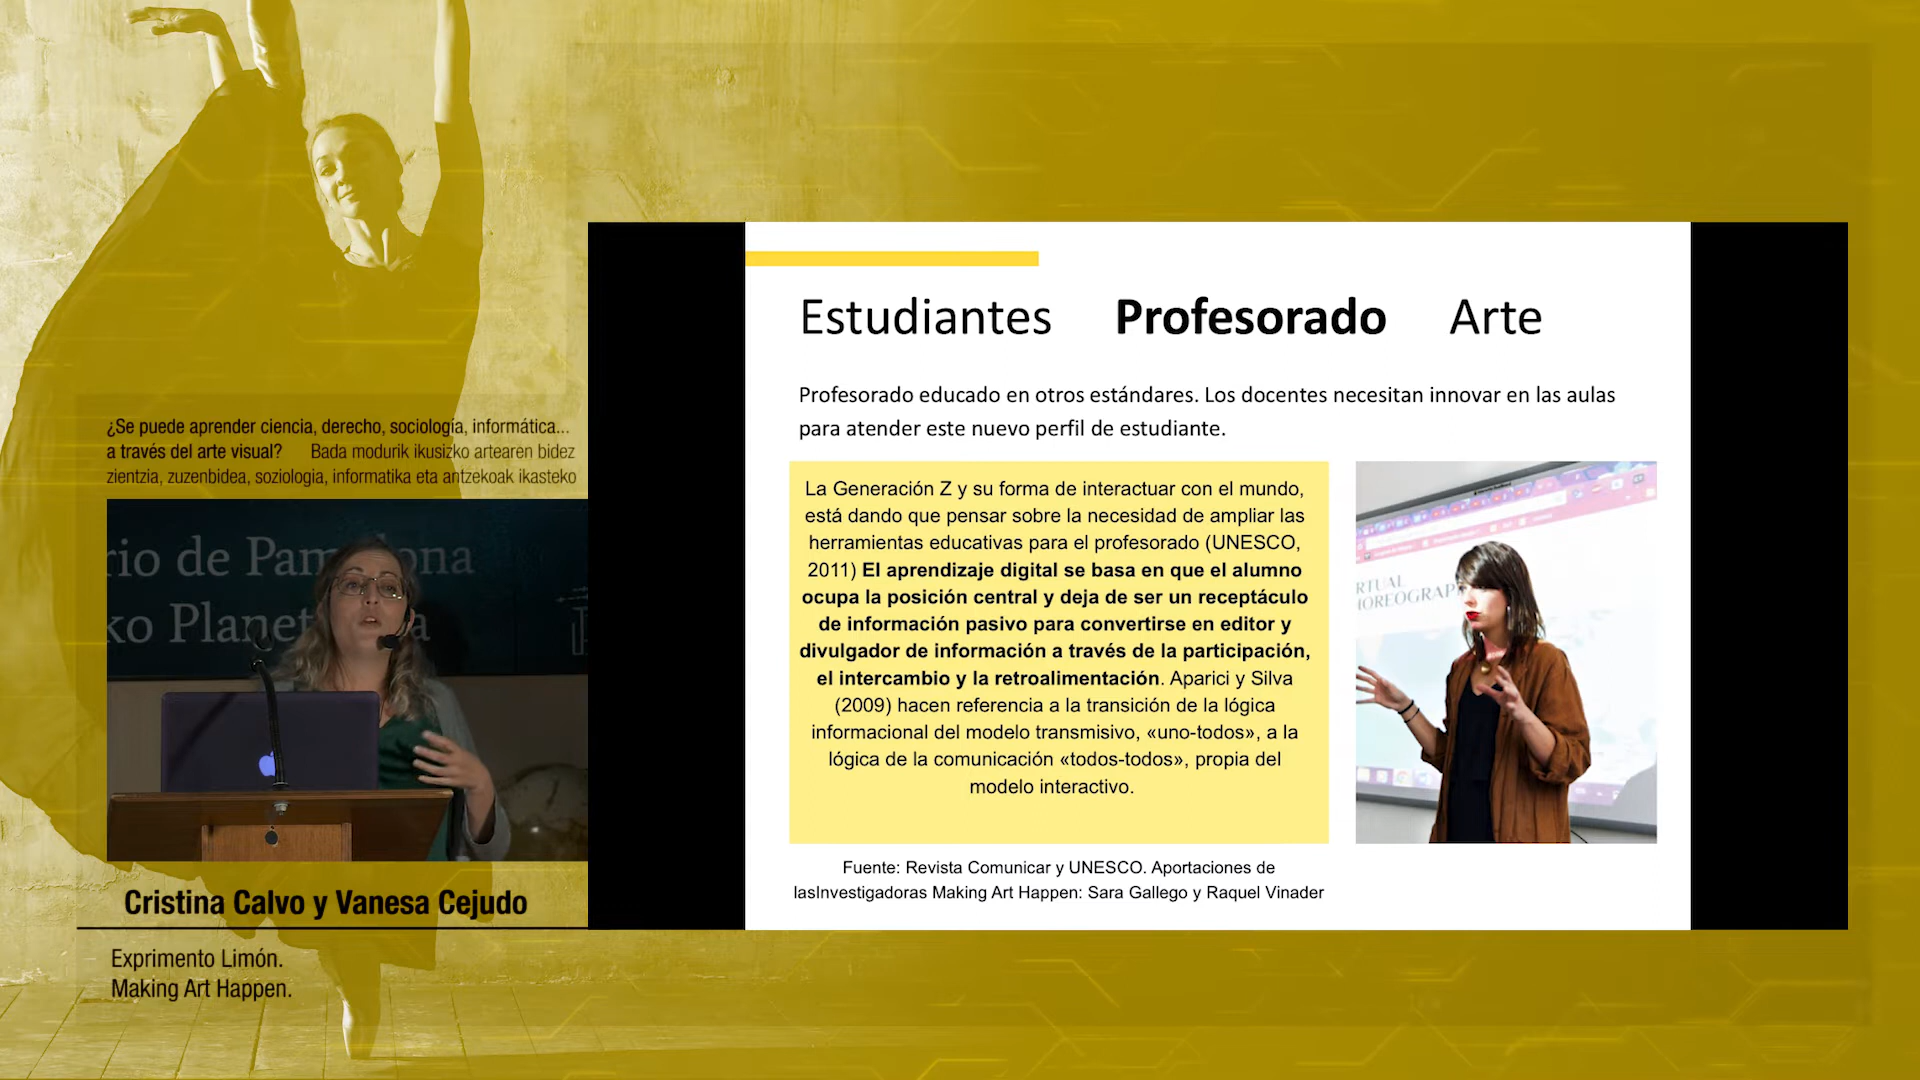 ¿Se puede aprender ciencia, derecho, sociología, informática...
a través del arte visual? Bada modurik ikusizko artearen bidez
zientzia, zuzenbidea, soziologia, informatika eta antzekoak ikasteko
rio de Pamplona
ko Planet a
Cristina Calvo y Vanesa Cejudo
Exprimento Limón.
Making Art Happen.
Estudiantes Profesorado Arte
Profesorado educado en otros estándares. Los docentes necesitan innovar en las aulas
para atender este nuevo perfil de estudiante.
La Generación Z y su forma de interactuar con el mundo,
está dando que pensar sobre la necesidad de ampliar las
herramientas educativas para el profesorado (UNESCO,
2011) El aprendizaje digital se basa en que el alumno
ocupa la posición central y deja de ser un receptáculo
de información pasivo para convertirse en editor y
divulgador de información a través de la participación,
el intercambio y la retroalimentación. Aparici y Silva
(2009) hacen referencia a la transición de la lógica
informacional del modelo transmisivo, «uno-todos», a la
lógica de la comunicación «todos-todos», propia del
modelo interactivo.
RTUAL
HOREOGRAP
Fuente: Revista Comunicar y UNESCO. Aportaciones de
lasInvestigadoras Making Art Happen: Sara Gallego y Raquel Vinader